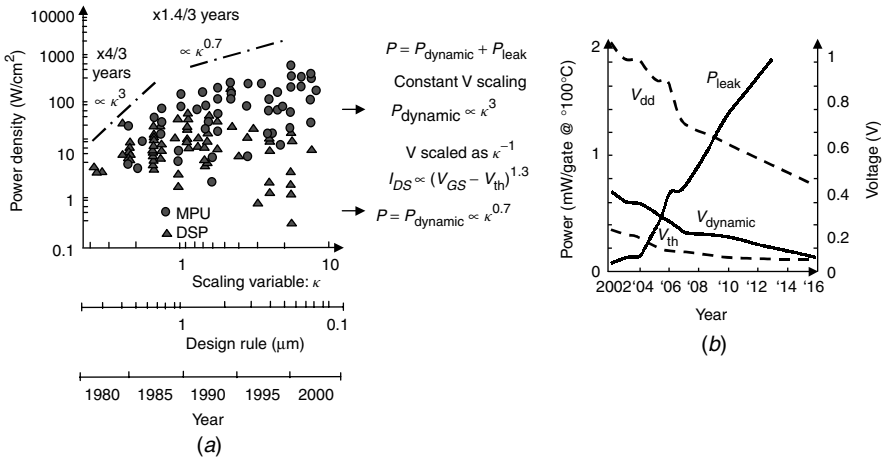 x1.4/3 years
10000
1000
100
10
1
0.1
Power density (W/cm²)
x4/3
years
∝ κ³
∝ κ^0.7
MPU
DSP
1
10
Scaling variable: κ
1
0.1
Design rule (μm)
1980 1985 1990 1995 2000
Year
(a)
P = P_dynamic + P_leak
Constant V scaling
P_dynamic ∝ κ³
V scaled as κ⁻¹
I_DS ∝ (V_GS − V_th)^1.3
P = P_dynamic ∝ κ^0.7
2
1
0
Power (mW/gate @ °100°C)
V_dd
P_leak
V_dynamic
V_th
1
0.8
0.6
0.4
0.2
0
Voltage (V)
2002 '04 '06 '08 '10 '12 '14 '16
Year
(b)